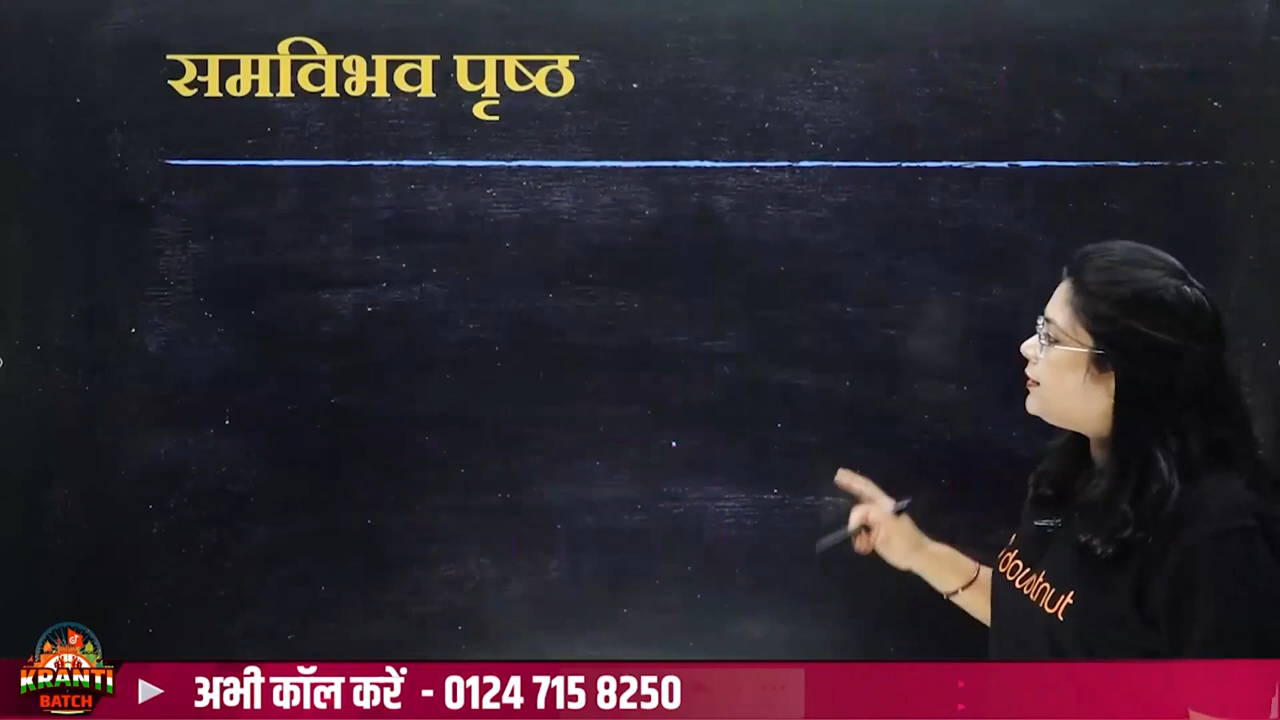 समविभव पृष्ठ
doubtnut
KRANTI
BATCH
अभी कॉल करें - 0124 715 8250